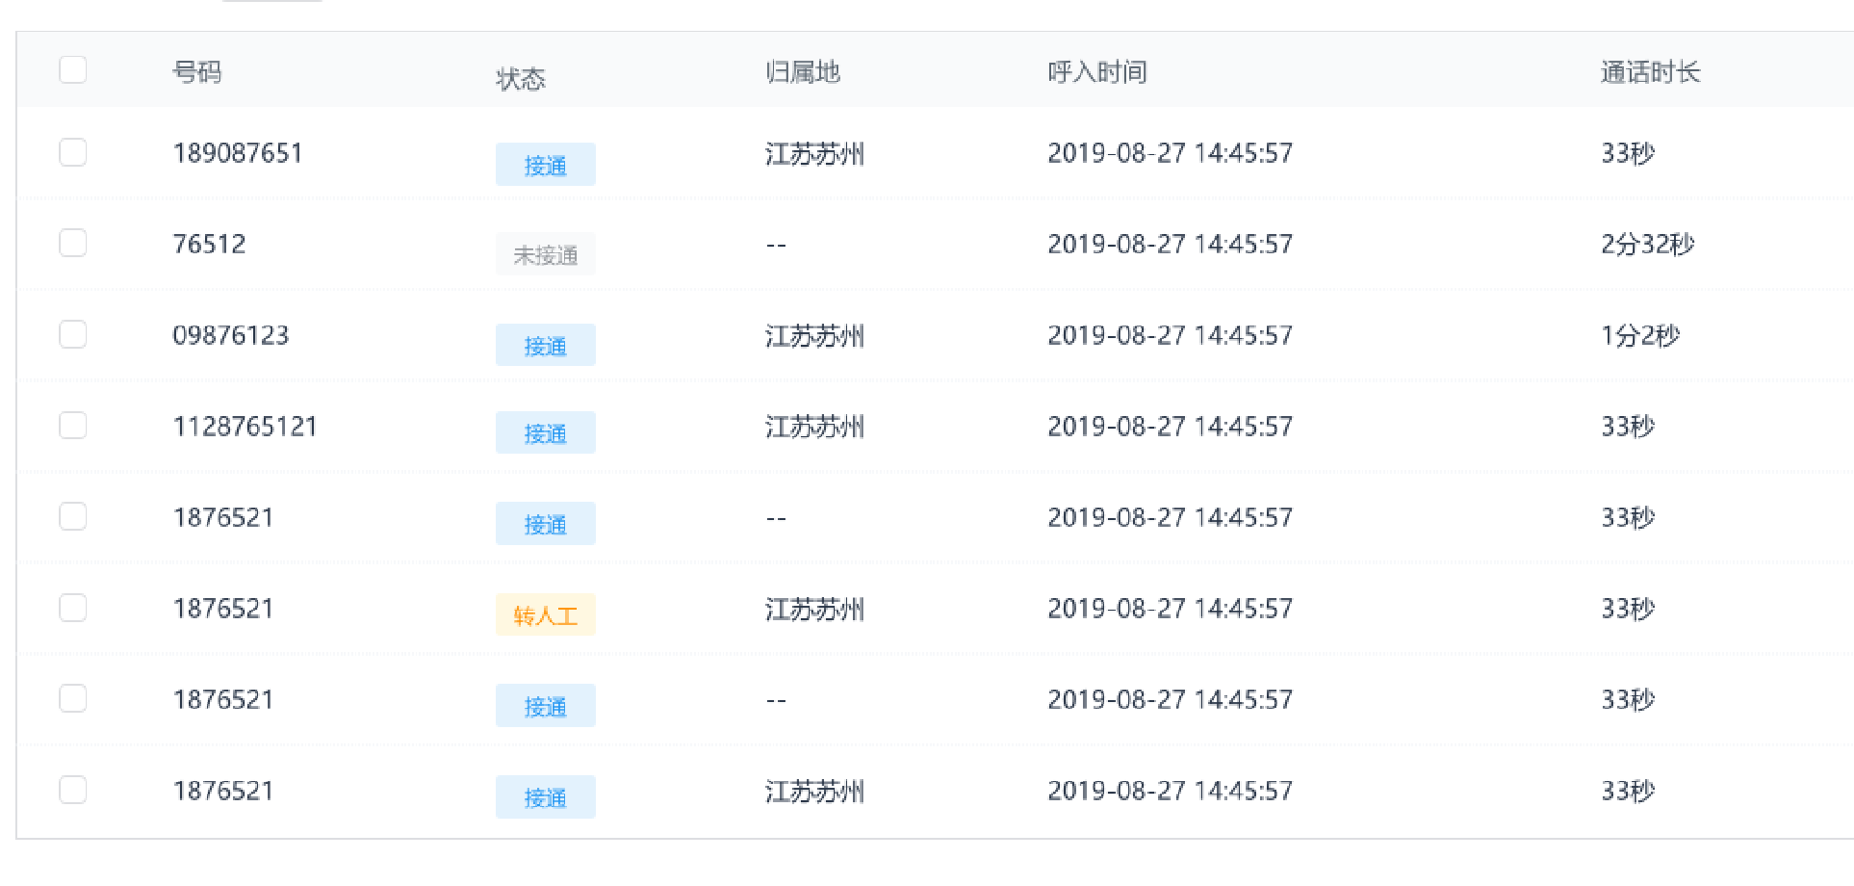 号码 状态 归属地 呼入时间 通话时长
189087651 接通 江苏苏州 2019-08-27 14:45:57 33秒
76512 未接通 -- 2019-08-27 14:45:57 2分32秒
09876123 接通 江苏苏州 2019-08-27 14:45:57 1分2秒
1128765121 接通 江苏苏州 2019-08-27 14:45:57 33秒
1876521 接通 -- 2019-08-27 14:45:57 33秒
1876521 转人工 江苏苏州 2019-08-27 14:45:57 33秒
1876521 接通 -- 2019-08-27 14:45:57 33秒
1876521 接通 江苏苏州 2019-08-27 14:45:57 33秒